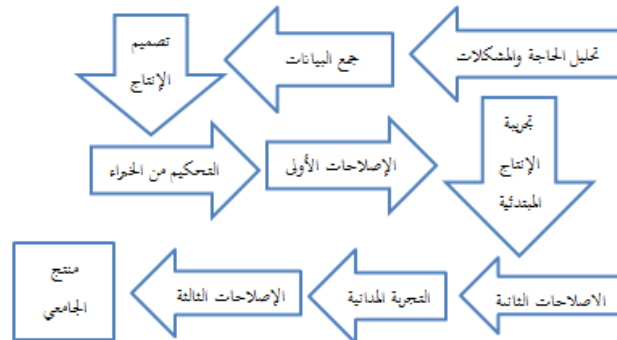 تحليل الحاجة والمشكلات
جمع البيانات
تصميم
الإنتاج
التحكيم من الخبراء
الإصلاحات الأولى
تجريبة
الإنتاج
المبتدئية
الاصلاحات الثانية
التجربة المدانية
الإصلاحات الثالثة
منتج
الجامعي